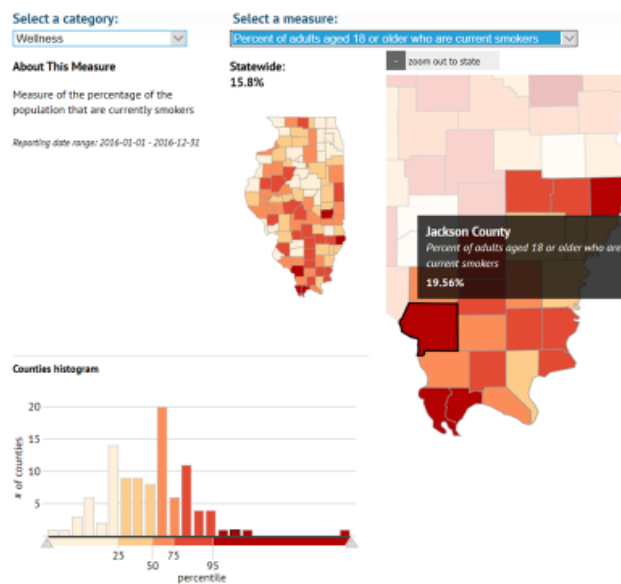 Select a category:
Wellness
Select a measure:
Percent of adults aged 18 or older who are current smokers
About This Measure
Measure of the percentage of the
population that are currently smokers
Reporting date range: 2016-01-01 - 2016-12-31
Statewide:
15.8%
- zoom out to state
Jackson County
Percent of adults aged 18 or older who are
current smokers
19.56%
Counties histogram
# of counties
20
15
10
5
25 50 75 95
percentile